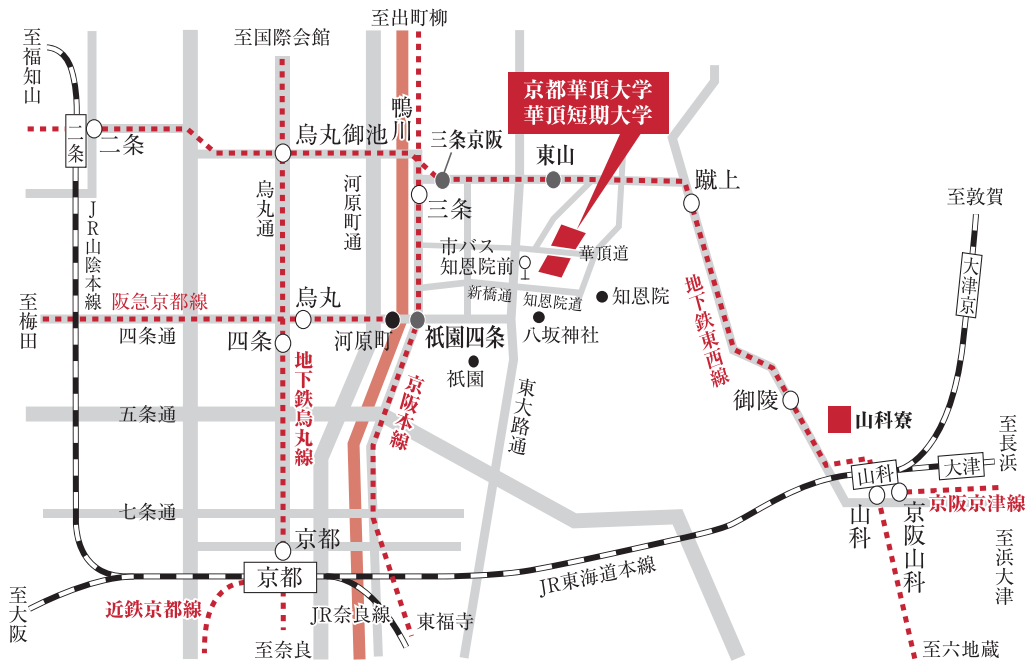 至福知山
至国際会館
至出町柳
鴨川
京都華頂大学
華頂短期大学
二条
二条
烏丸御池
三条京阪
東山
蹴上
至敦賀
烏丸通
河原町通
三条
JR山陰本線
市バス
知恩院前
華頂道
新橋通
知恩院道
知恩院
大津京
至梅田
阪急京都線
烏丸
四条通
四条
河原町
祇園四条
八坂神社
地下鉄東西線
祇園
地下鉄烏丸線
京阪本線
東大路通
御陵
山科寮
五条通
至長浜
山科
大津
京阪京津線
七条通
山科
京阪山科
至浜大津
京都
京都
JR東海道本線
至大阪
近鉄京都線
JR奈良線
東福寺
至奈良
至六地蔵